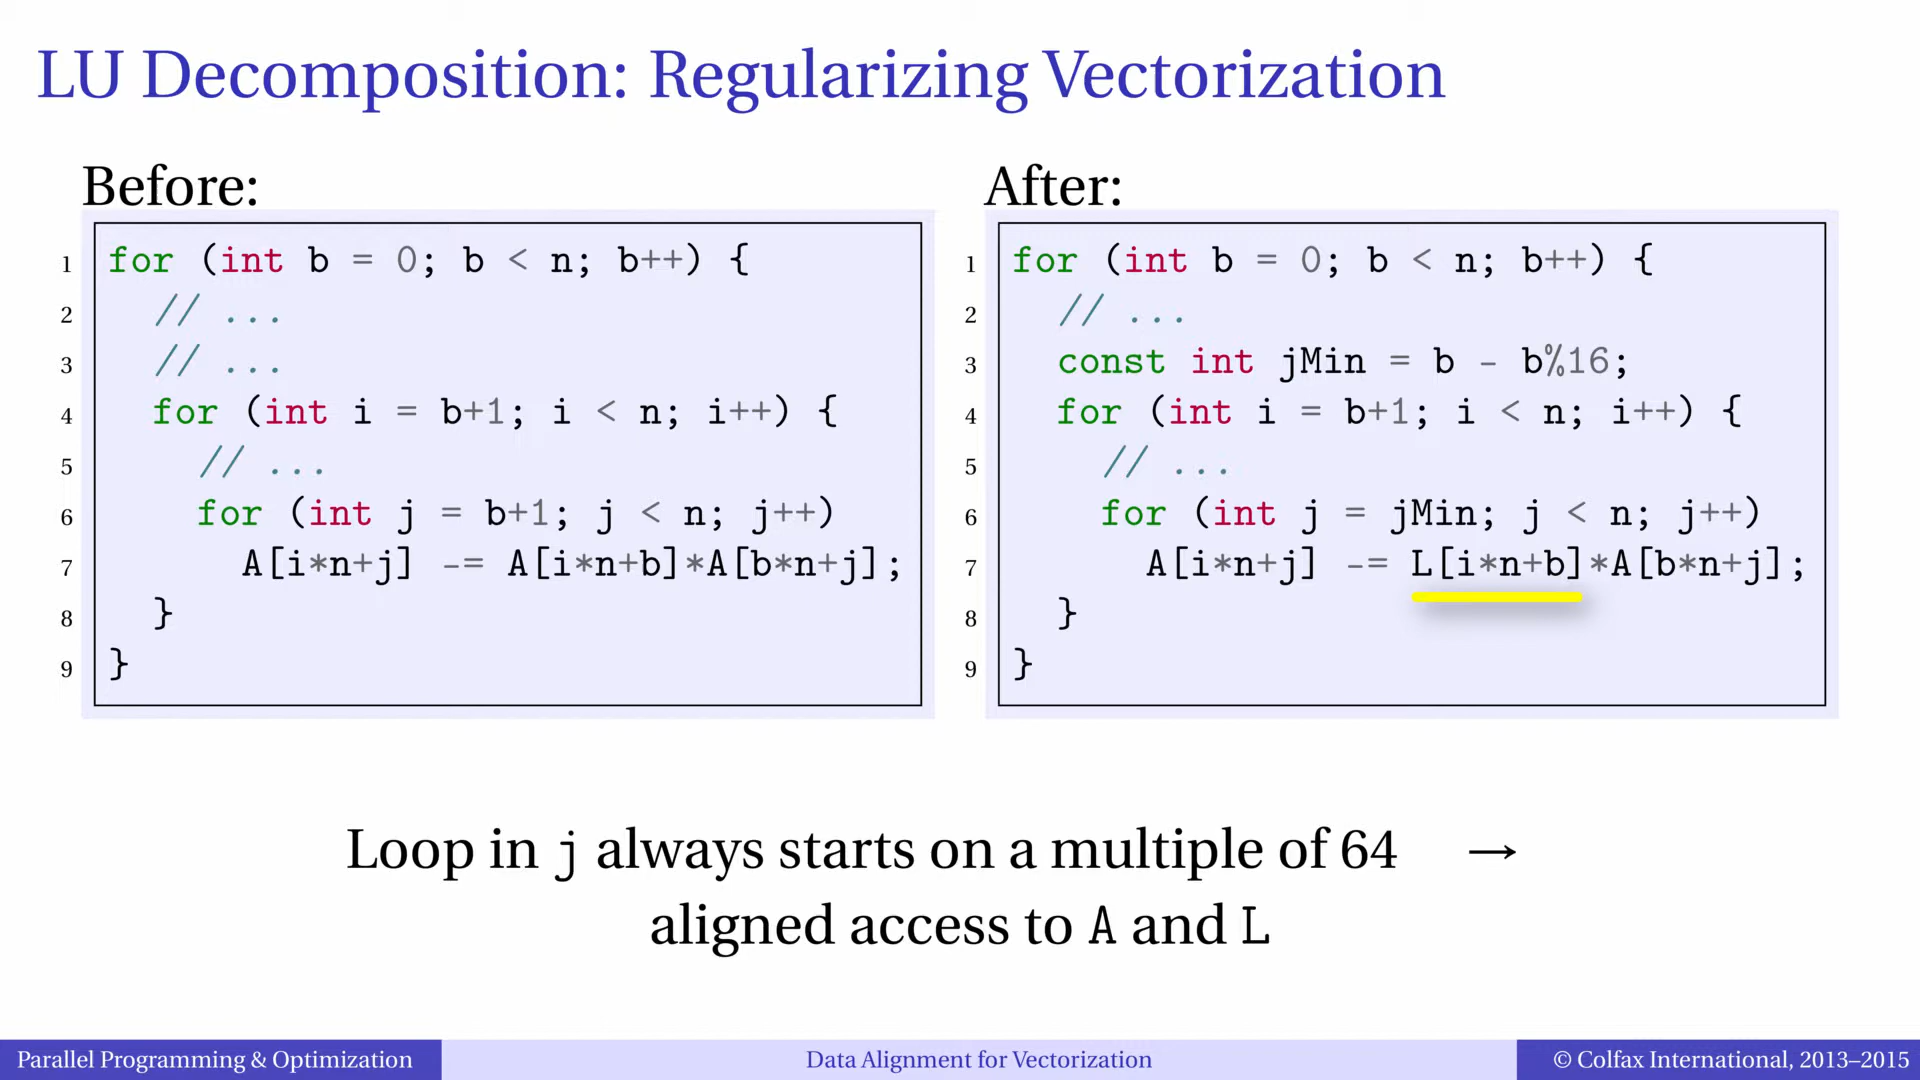 LU Decomposition: Regularizing Vectorization
Before:
1 for (int b = 0; b < n; b++) {
2   // ...
3   // ...
4   for (int i = b+1; i < n; i++) {
5     // ...
6     for (int j = b+1; j < n; j++)
7       A[i*n+j] -= A[i*n+b]*A[b*n+j];
8   }
9 }
After:
1 for (int b = 0; b < n; b++) {
2   // ...
3   const int jMin = b - b%16;
4   for (int i = b+1; i < n; i++) {
5     // ...
6     for (int j = jMin; j < n; j++)
7       A[i*n+j] -= L[i*n+b]*A[b*n+j];
8   }
9 }
Loop in j always starts on a multiple of 64 →
aligned access to A and L
Parallel Programming & Optimization
Data Alignment for Vectorization
© Colfax International, 2013–2015